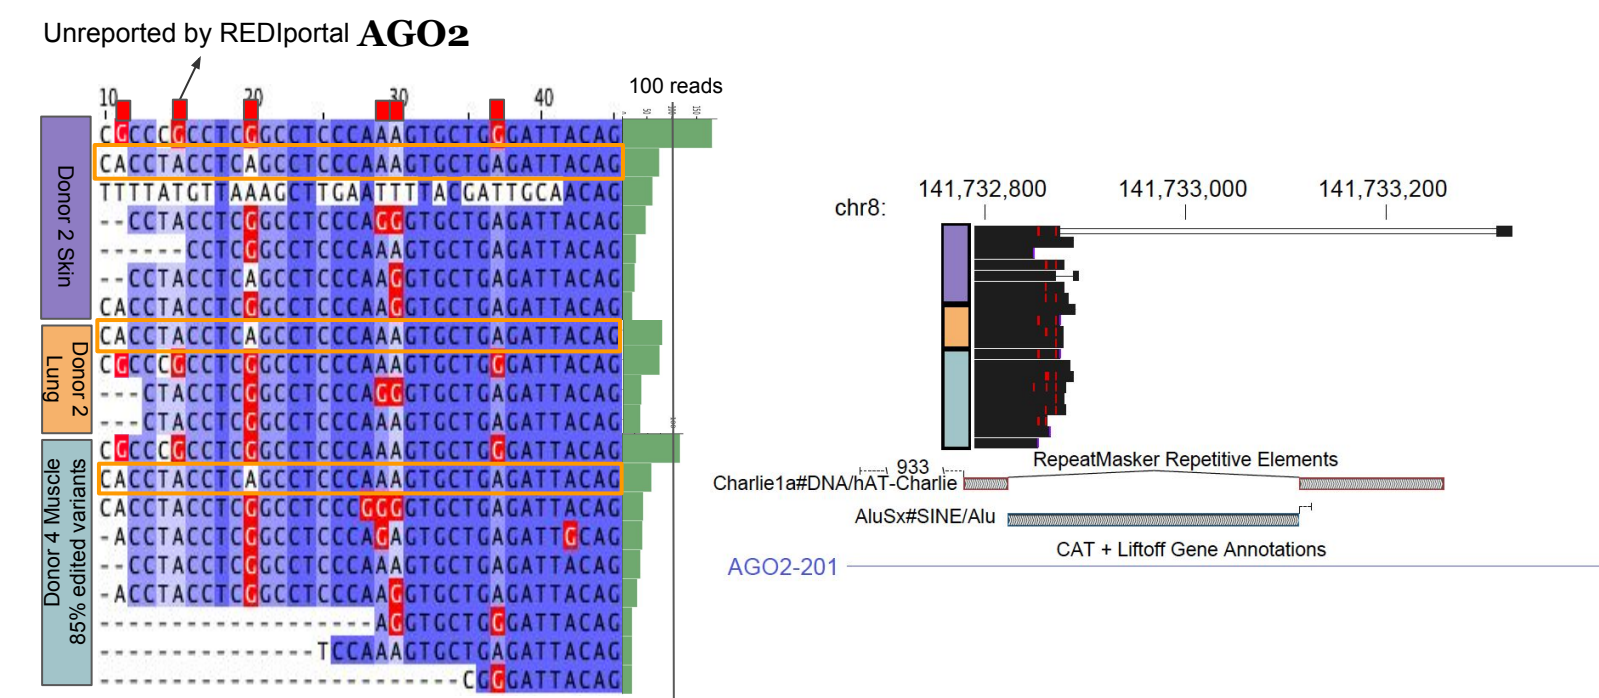 Unreported by REDIportal AGO2
100 reads
10 20 30 40
CGCCCGCCTCGGCCTCCCAAAGTGCTGGGATTACAG
CACCTACCTCAGCCTCCCAAAGTGCTGAGATTACAG
TTTTATGTTAAAGCTTGAATTTTACGATTGCAACAG
--CCTACCTCGGCCTCCCAGGGTGCTGAGATTACAG
------CCTCGGCCTCCCAAAGTGCTGAGATTACAG
--CCTACCTCAGCCTCCCAAGGTGCTGAGATTACAG
CACCTACCTCGGCCTCCCAAGGTGCTGAGATTACAG
CACCTACCTCAGCCTCCCAAAGTGCTGAGATTACAG
CGCCCGCCTCGGCCTCCCAAAGTGCTGGGATTACAG
---CTACCTCGGCCTCCCAGGGTGCTGAGATTACAG
---CTACCTCGGCCTCCCAAAGTGCTGAGATTACAG
CGCCCGCCTCGGCCTCCCAAAGTGCTGGGATTACAG
CACCTACCTCAGCCTCCCAAAGTGCTGAGATTACAG
CACCTACCTCGGCCTCCCGGGGTGCTGAGATTACAG
-ACCTACCTCGGCCTCCCAGAGTGCTGAGATTGCAG
--CCTACCTCGGCCTCCCAAAGTGCTGAGATTACAG
-ACCTACCTCGGCCTCCCAAGGTGCTGAGATTACAG
-------------------AGGTGCTGGGATTACAG
---------------TCCAAAGTGCTGAGATTACAG
-------------------------CGGGATTACAG
Donor 2 Skin
Donor 2
Lung
Donor 4 Muscle
85% edited variants
chr8:
141,732,800 141,733,000 141,733,200
RepeatMasker Repetitive Elements
933
Charlie1a#DNA/hAT-Charlie
AluSx#SINE/Alu
CAT + Liftoff Gene Annotations
AGO2-201